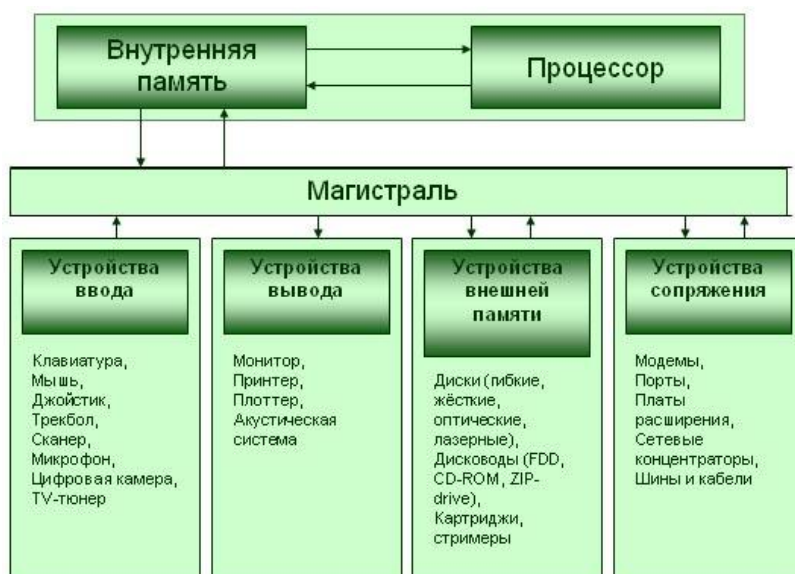 Внутренняя
память
Процессор
Магистраль
Устройства
ввода
Клавиатура,
Мышь,
Джойстик,
Трекбол,
Сканер,
Микрофон,
Цифровая камера,
TV-тюнер
Устройства
вывода
Монитор,
Принтер,
Плоттер,
Акустическая
система
Устройства
внешней
памяти
Диски (гибкие,
жёсткие,
оптические,
лазерные),
Дисководы (FDD,
CD-ROM, ZIP-
drive),
Картриджи,
стримеры
Устройства
сопряжения
Модемы,
Порты,
Платы
расширения,
Сетевые
концентраторы,
Шины и кабели